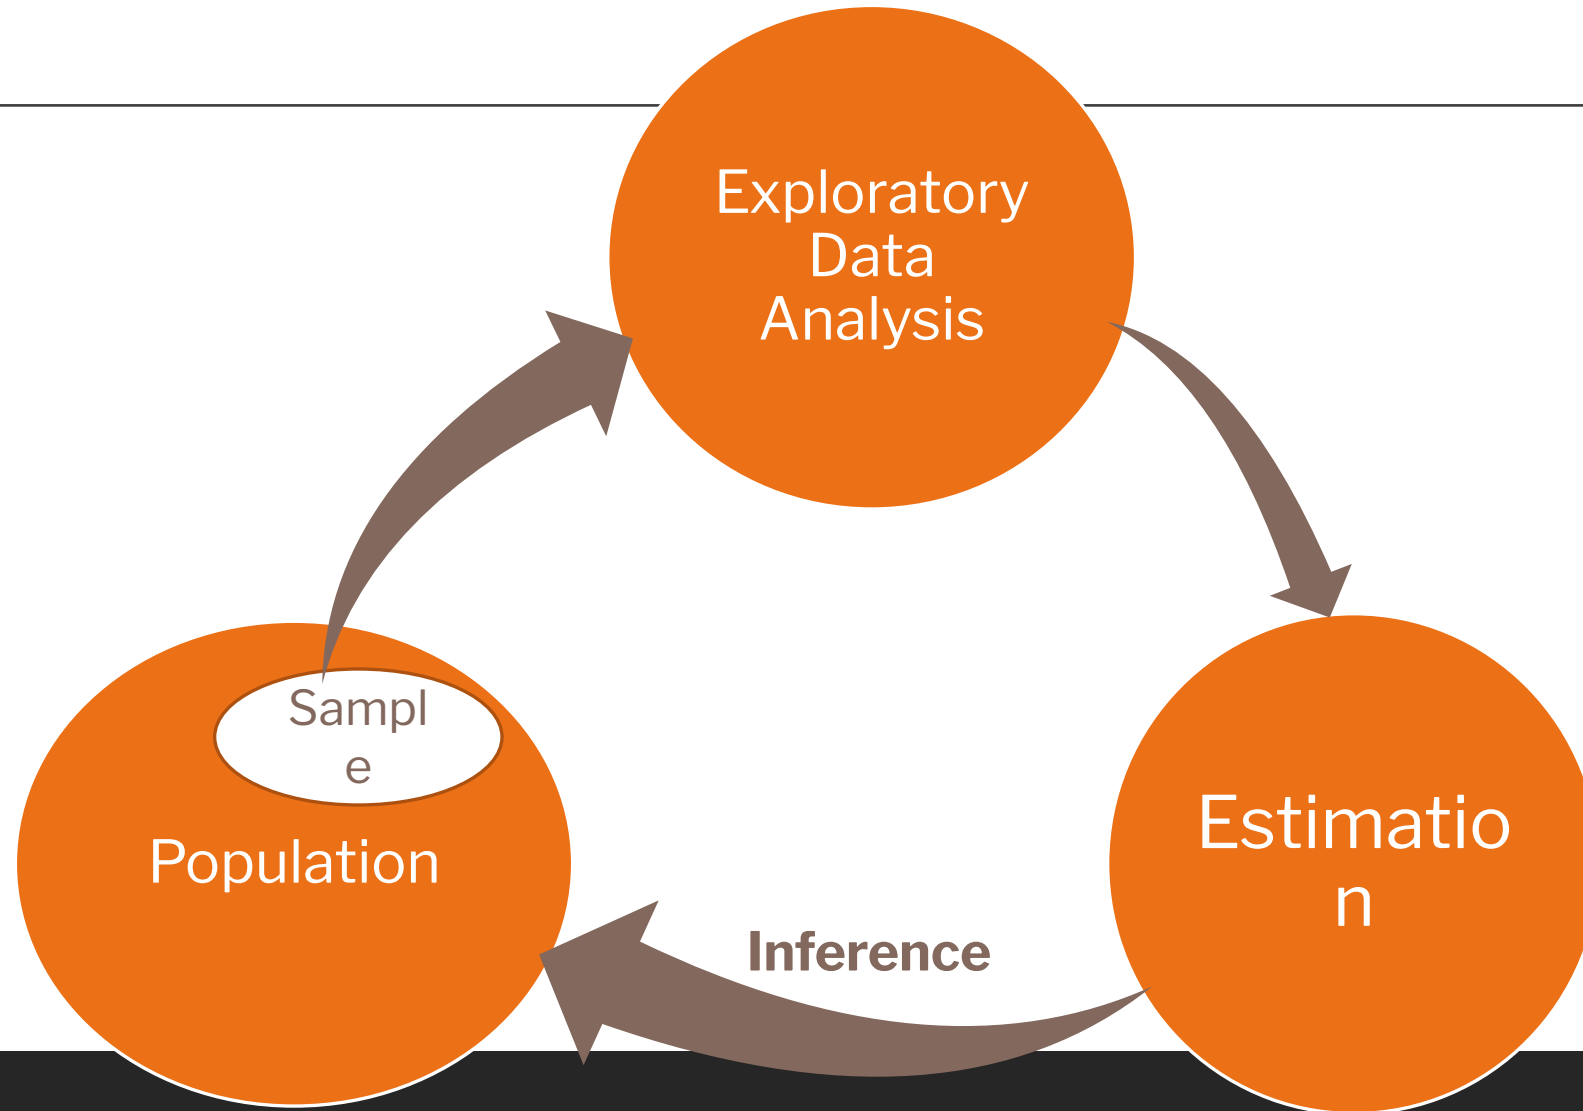 Exploratory
Data
Analysis
Sampl
e
Population
Estimatio
n
Inference